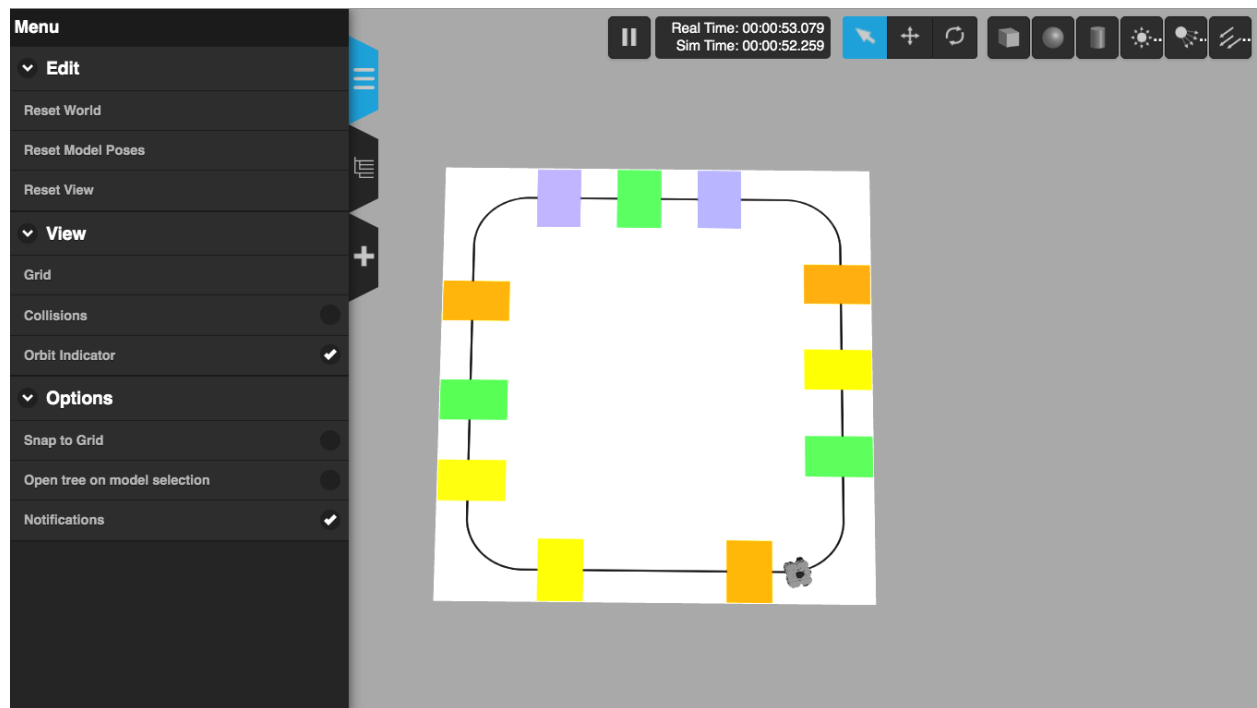 Menu
Real Time: 00:00:53.079
Sim Time: 00:00:52.259
Edit
Reset World
Reset Model Poses
Reset View
View
Grid
Collisions
Orbit Indicator
Options
Snap to Grid
Open tree on model selection
Notifications